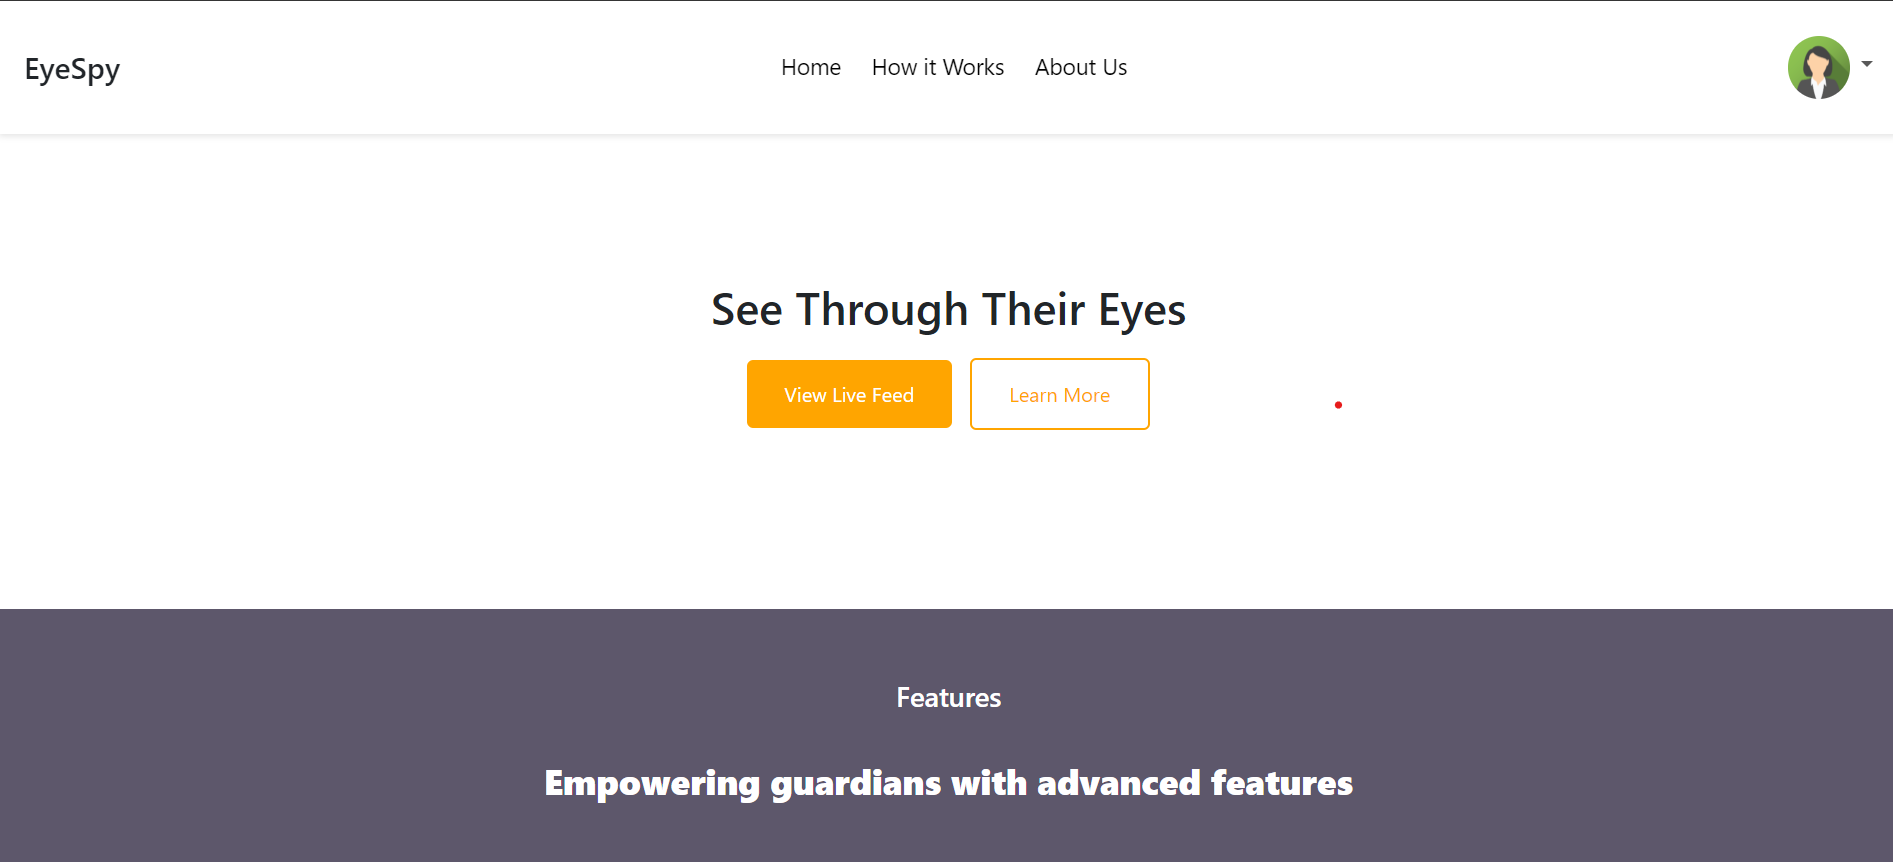 EyeSpy
Home How it Works About Us
See Through Their Eyes
View Live Feed Learn More
Features
Empowering guardians with advanced features